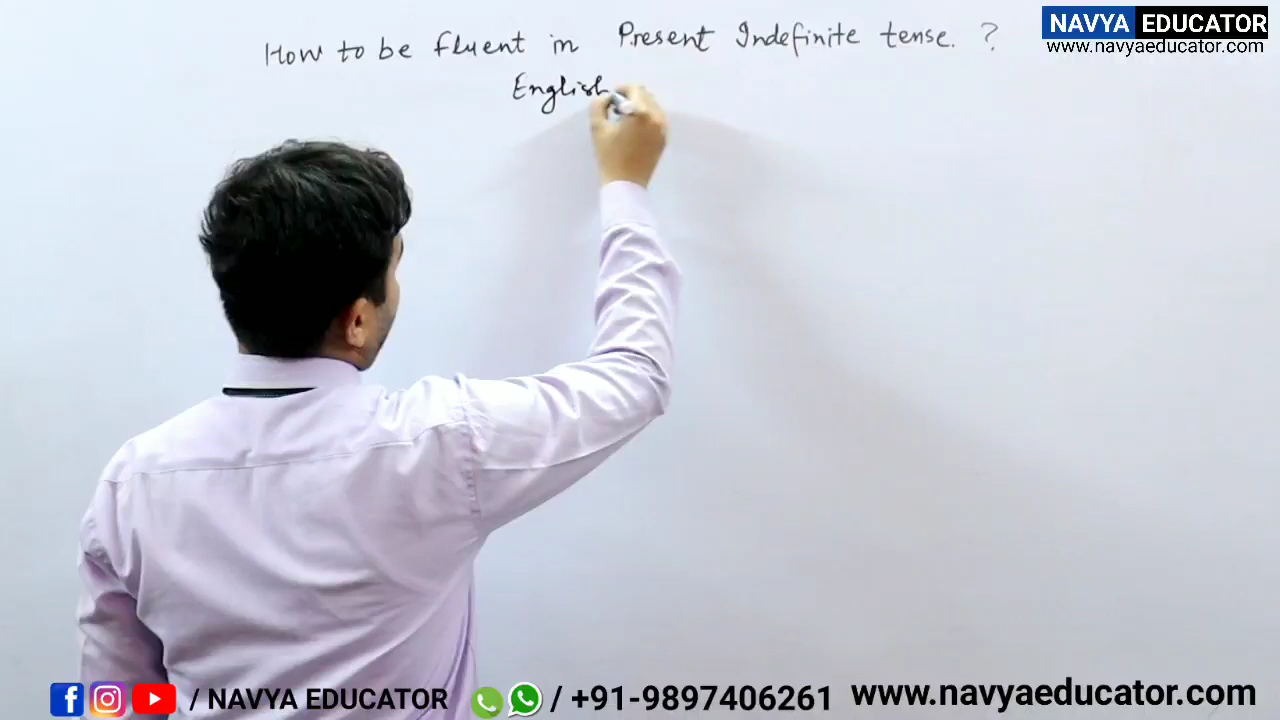 NAVYA EDUCATOR
www.navyaeducator.com
How to be fluent in Present Indefinite tense. ?
English
/ NAVYA EDUCATOR / +91-9897406261 www.navyaeducator.com